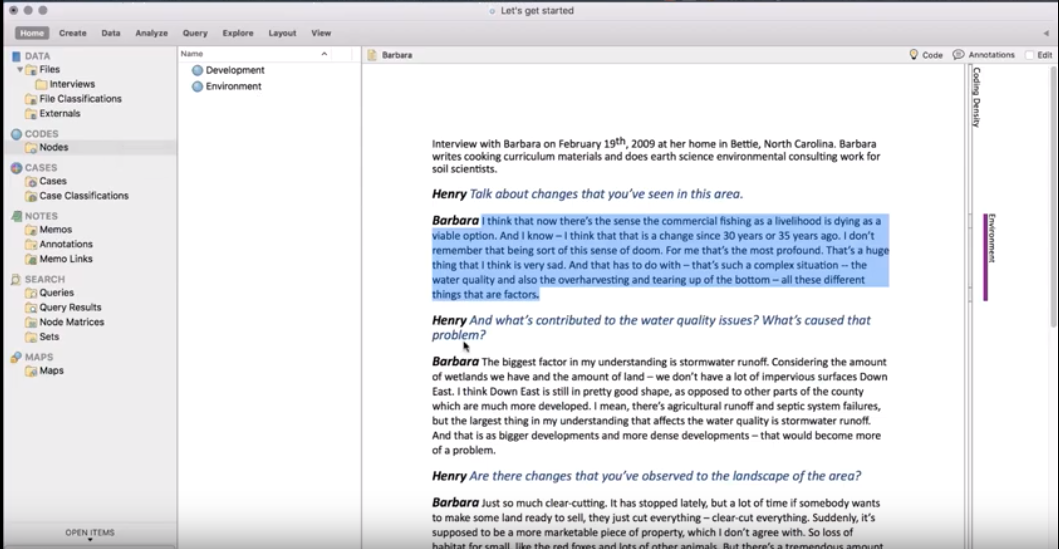 Let's get started
Home Create Data Analyze Query Explore Layout View
DATA
Files
Interviews
File Classifications
Externals
CODES
Nodes
CASES
Cases
Case Classifications
NOTES
Memos
Annotations
Memo Links
SEARCH
Queries
Query Results
Node Matrices
Sets
MAPS
Maps
OPEN ITEMS
Name
Development
Environment
Barbara
Code Annotations Edit
Interview with Barbara on February 19th, 2009 at her home in Bettie, North Carolina. Barbara
writes cooking curriculum materials and does earth science environmental consulting work for
soil scientists.
Henry Talk about changes that you've seen in this area.
Barbara I think that now there's the sense the commercial fishing as a livelihood is dying as a
viable option. And I know – I think that that is a change since 30 years or 35 years ago. I don't
remember that being sort of this sense of doom. For me that's the most profound. That's a huge
thing that I think is very sad. And that has to do with – that's such a complex situation – the
water quality and also the overharvesting and tearing up of the bottom – all these different
things that are factors.
Henry And what's contributed to the water quality issues? What's caused that
problem?
Barbara The biggest factor in my understanding is stormwater runoff. Considering the amount
of wetlands we have and the amount of land – we don't have a lot of impervious surfaces Down
East. I think Down East is still in pretty good shape, as opposed to other parts of the county
which are much more developed. I mean, there's agricultural runoff and septic system failures,
but the largest thing in my understanding that affects the water quality is stormwater runoff.
And that is as bigger developments and more dense developments – that would become more
of a problem.
Henry Are there changes that you've observed to the landscape of the area?
Barbara Just so much clear-cutting. It has stopped lately, but a lot of time if somebody wants
to make some land ready to sell, they just cut everything – clear-cut everything. Suddenly, it's
supposed to be a more marketable piece of property, which I don't agree with. So loss of
habitat for small, like the red foxes and lots of other animals. But there's a tremendous amount
Coding Density
Environment